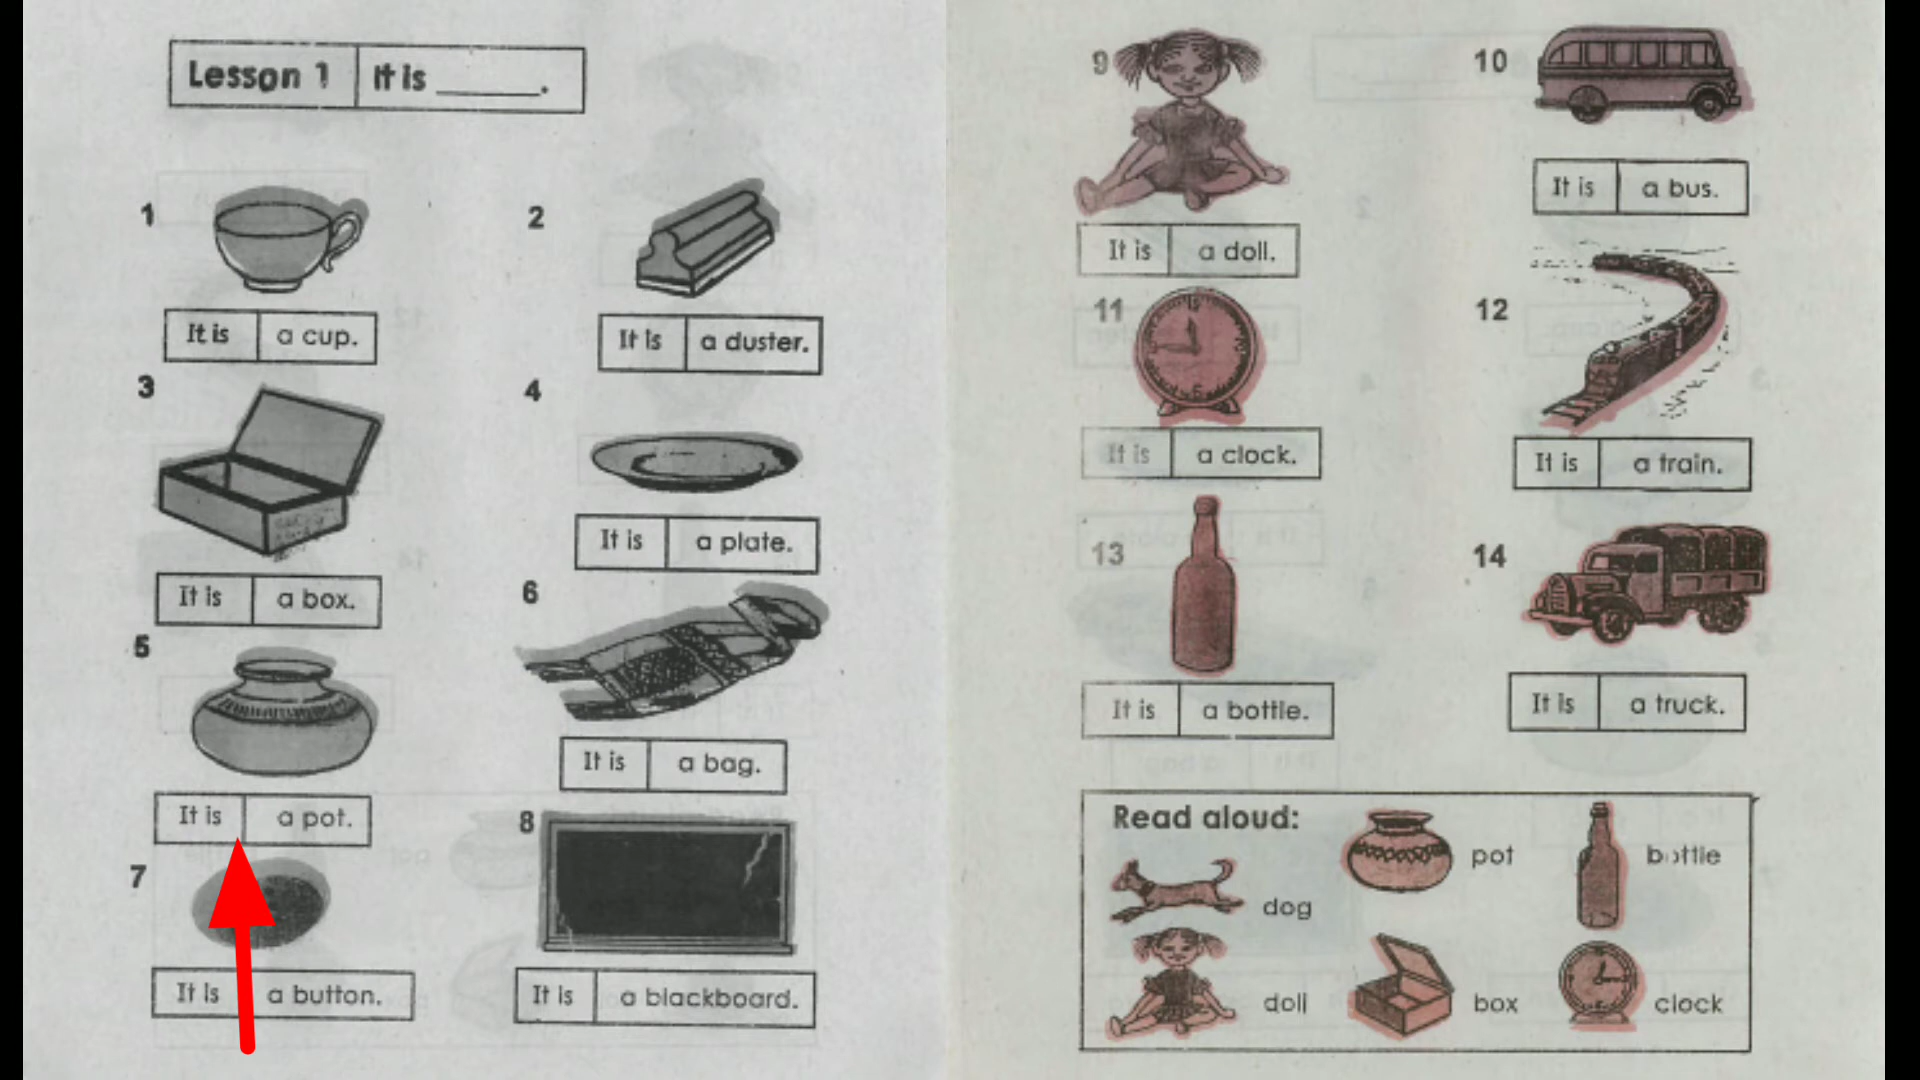 Lesson 1 It is ______.
1
2
It is a cup.
It is a duster.
3
4
It is a box.
It is a plate.
5
6
It is a pot.
It is a bag.
7
8
It is a button.
It is a blackboard.
9
10
It is a doll.
It is a bus.
11
12
It is a clock.
It is a train.
13
14
It is a bottle.
It is a truck.
Read aloud:
dog
pot
bottle
doll
box
clock